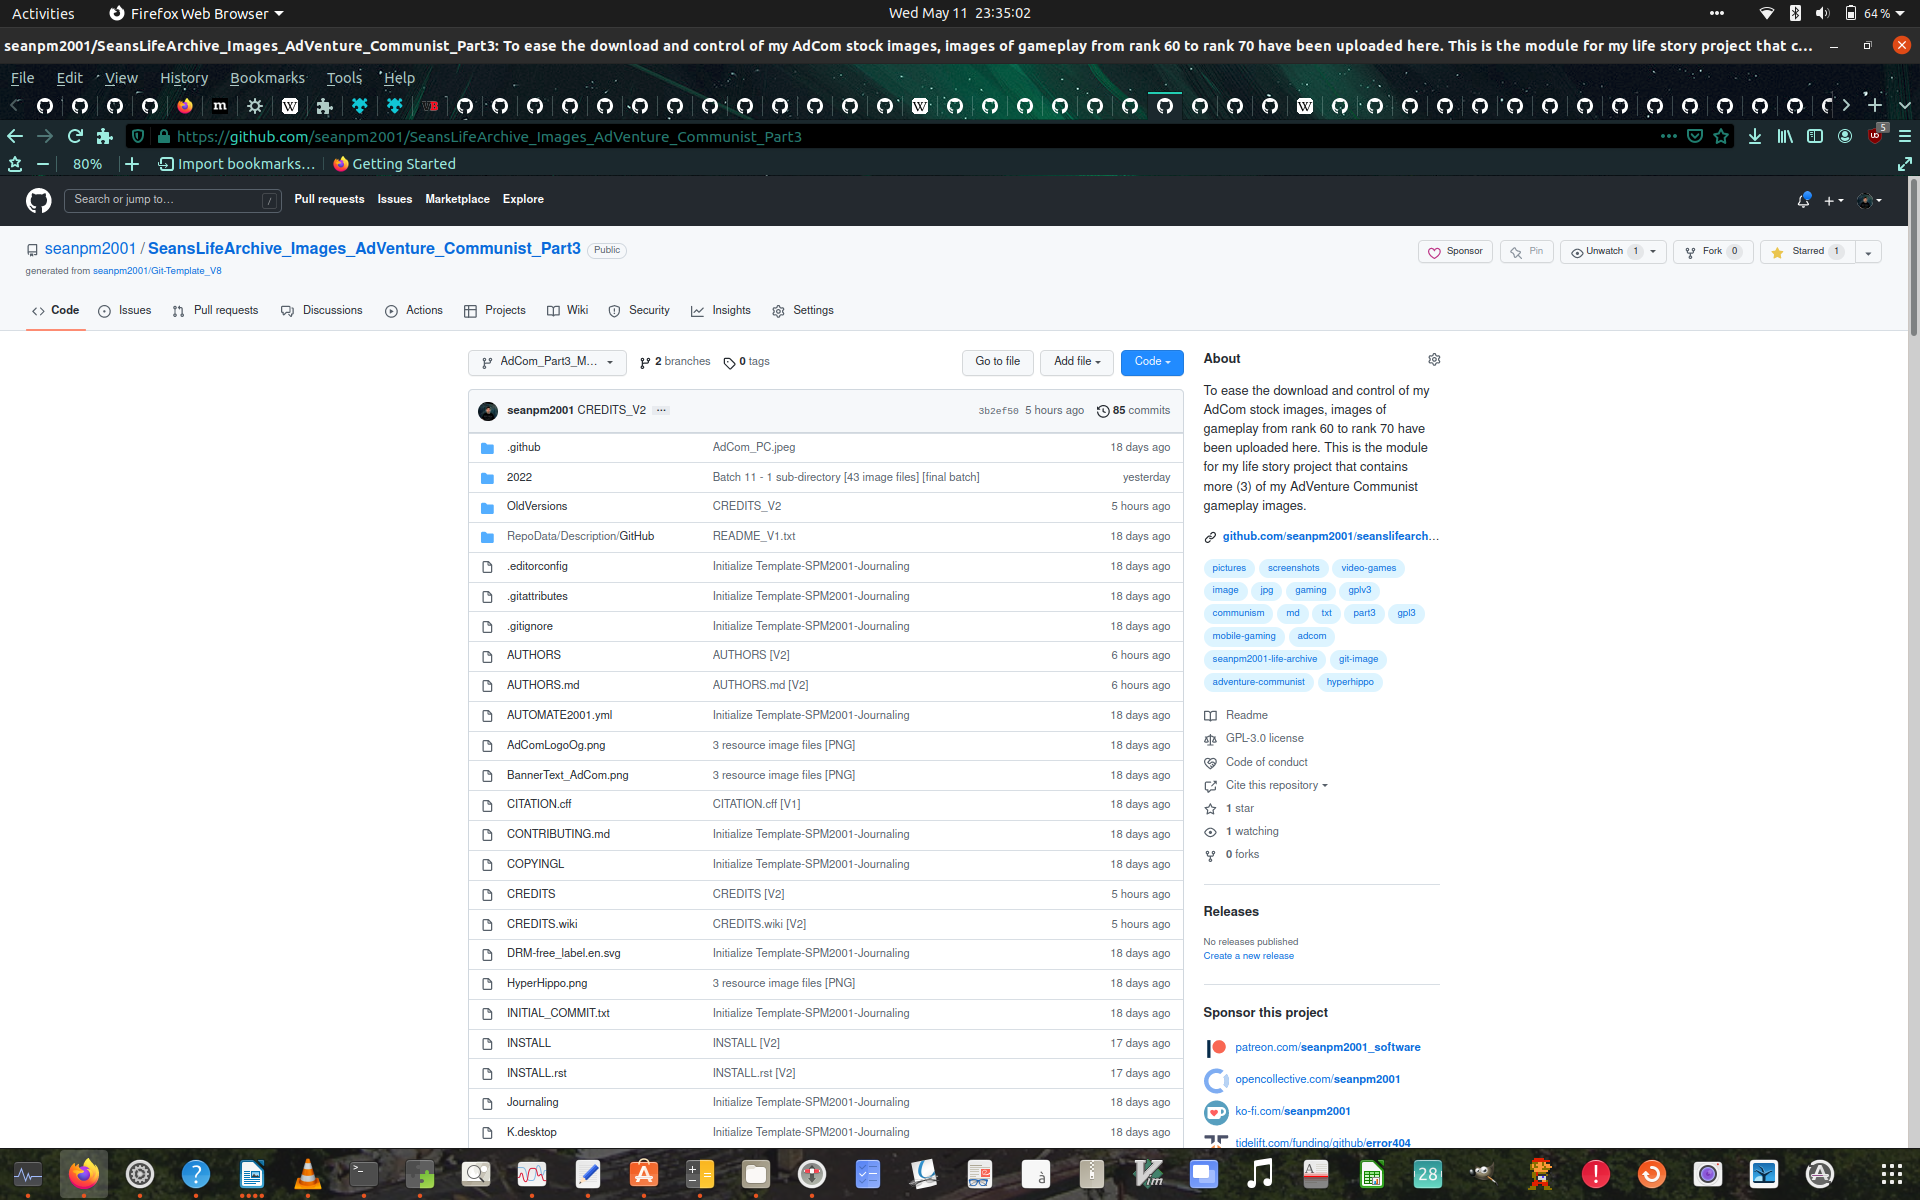 Activities
Firefox Web Browser
Wed May 11 23:35:02
64 %
seanpm2001/SeansLifeArchive_Images_AdVenture_Communist_Part3: To ease the download and control of my AdCom stock images, images of gameplay from rank 60 to rank 70 have been uploaded here. This is the module for my life story project that c…
File Edit View History Bookmarks Tools Help
https://github.com/seanpm2001/SeansLifeArchive_Images_AdVenture_Communist_Part3
5
80%
Import bookmarks…
Getting Started
Search or jump to…
/
Pull requests Issues Marketplace Explore
seanpm2001 / SeansLifeArchive_Images_AdVenture_Communist_Part3
Public
generated from seanpm2001/Git-Template_V8
Sponsor
Pin
Unwatch 1
Fork 0
Starred 1
Code
Issues
Pull requests
Discussions
Actions
Projects
Wiki
Security
Insights
Settings
AdCom_Part3_M…
2 branches
0 tags
Go to file
Add file
Code
seanpm2001 CREDITS_V2
3b2ef50 5 hours ago
85 commits
.github AdCom_PC.jpeg 18 days ago
2022 Batch 11 - 1 sub-directory [43 image files] [final batch] yesterday
OldVersions CREDITS_V2 5 hours ago
RepoData/Description/GitHub README_V1.txt 18 days ago
.editorconfig Initialize Template-SPM2001-Journaling 18 days ago
.gitattributes Initialize Template-SPM2001-Journaling 18 days ago
.gitignore Initialize Template-SPM2001-Journaling 18 days ago
AUTHORS AUTHORS [V2] 6 hours ago
AUTHORS.md AUTHORS.md [V2] 6 hours ago
AUTOMATE2001.yml Initialize Template-SPM2001-Journaling 18 days ago
AdComLogoOg.png 3 resource image files [PNG] 18 days ago
BannerText_AdCom.png 3 resource image files [PNG] 18 days ago
CITATION.cff CITATION.cff [V1] 18 days ago
CONTRIBUTING.md Initialize Template-SPM2001-Journaling 18 days ago
COPYINGL Initialize Template-SPM2001-Journaling 18 days ago
CREDITS CREDITS [V2] 5 hours ago
CREDITS.wiki CREDITS.wiki [V2] 5 hours ago
DRM-free_label.en.svg Initialize Template-SPM2001-Journaling 18 days ago
HyperHippo.png 3 resource image files [PNG] 18 days ago
INITIAL_COMMIT.txt Initialize Template-SPM2001-Journaling 18 days ago
INSTALL INSTALL [V2] 17 days ago
INSTALL.rst INSTALL.rst [V2] 17 days ago
Journaling Initialize Template-SPM2001-Journaling 18 days ago
K.desktop Initialize Template-SPM2001-Journaling 18 days ago
About
To ease the download and control of my
AdCom stock images, images of
gameplay from rank 60 to rank 70 have
been uploaded here. This is the module
for my life story project that contains
more (3) of my AdVenture Communist
gameplay images.
github.com/seanpm2001/seanslifearch…
pictures screenshots video-games
image jpg gaming gplv3
communism md txt part3 gpl3
mobile-gaming adcom
seanpm2001-life-archive git-image
adventure-communist hyperhippo
Readme
GPL-3.0 license
Code of conduct
Cite this repository
1 star
1 watching
0 forks
Releases
No releases published
Create a new release
Sponsor this project
patreon.com/seanpm2001_software
opencollective.com/seanpm2001
ko-fi.com/seanpm2001
tidelift.com/funding/github/error404
28